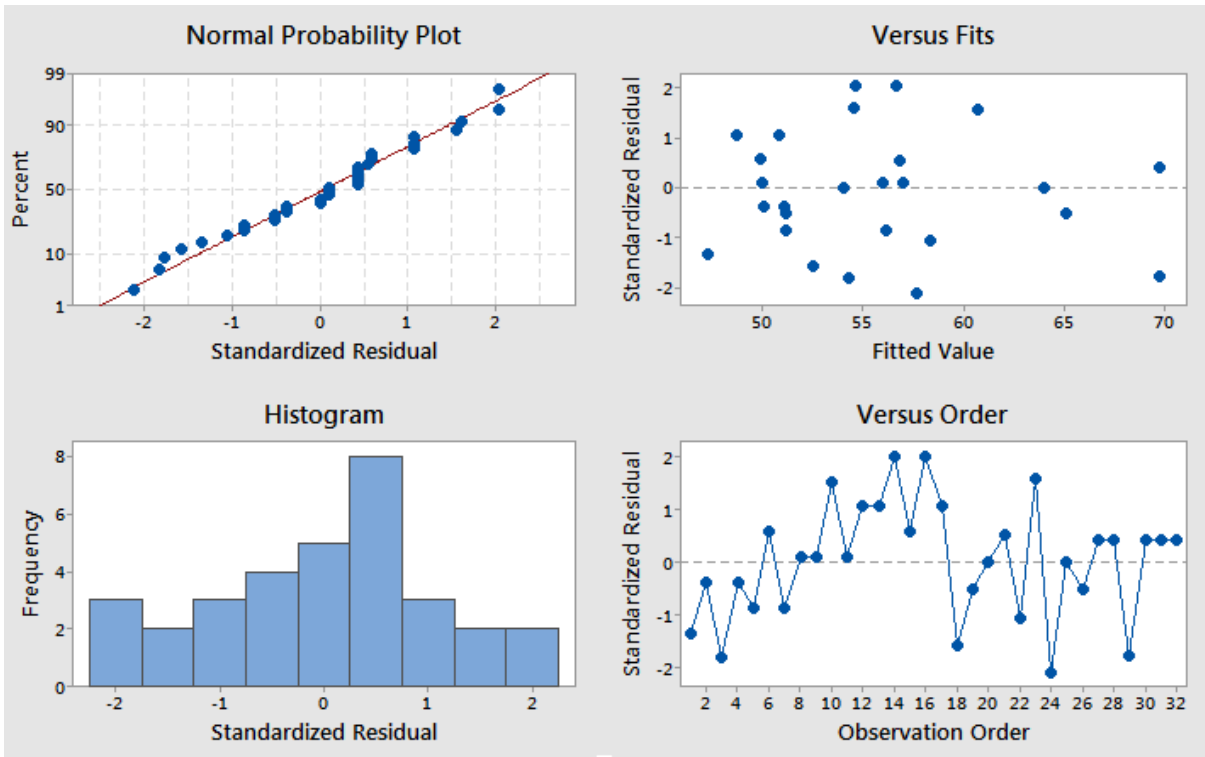 Normal Probability Plot
Percent
99
90
50
10
1
-2 -1 0 1 2
Standardized Residual
Versus Fits
Standardized Residual
2
1
0
-1
-2
50 55 60 65 70
Fitted Value
Histogram
Frequency
8
6
4
2
0
-2 -1 0 1 2
Standardized Residual
Versus Order
Standardized Residual
2
1
0
-1
-2
2 4 6 8 10 12 14 16 18 20 22 24 26 28 30 32
Observation Order